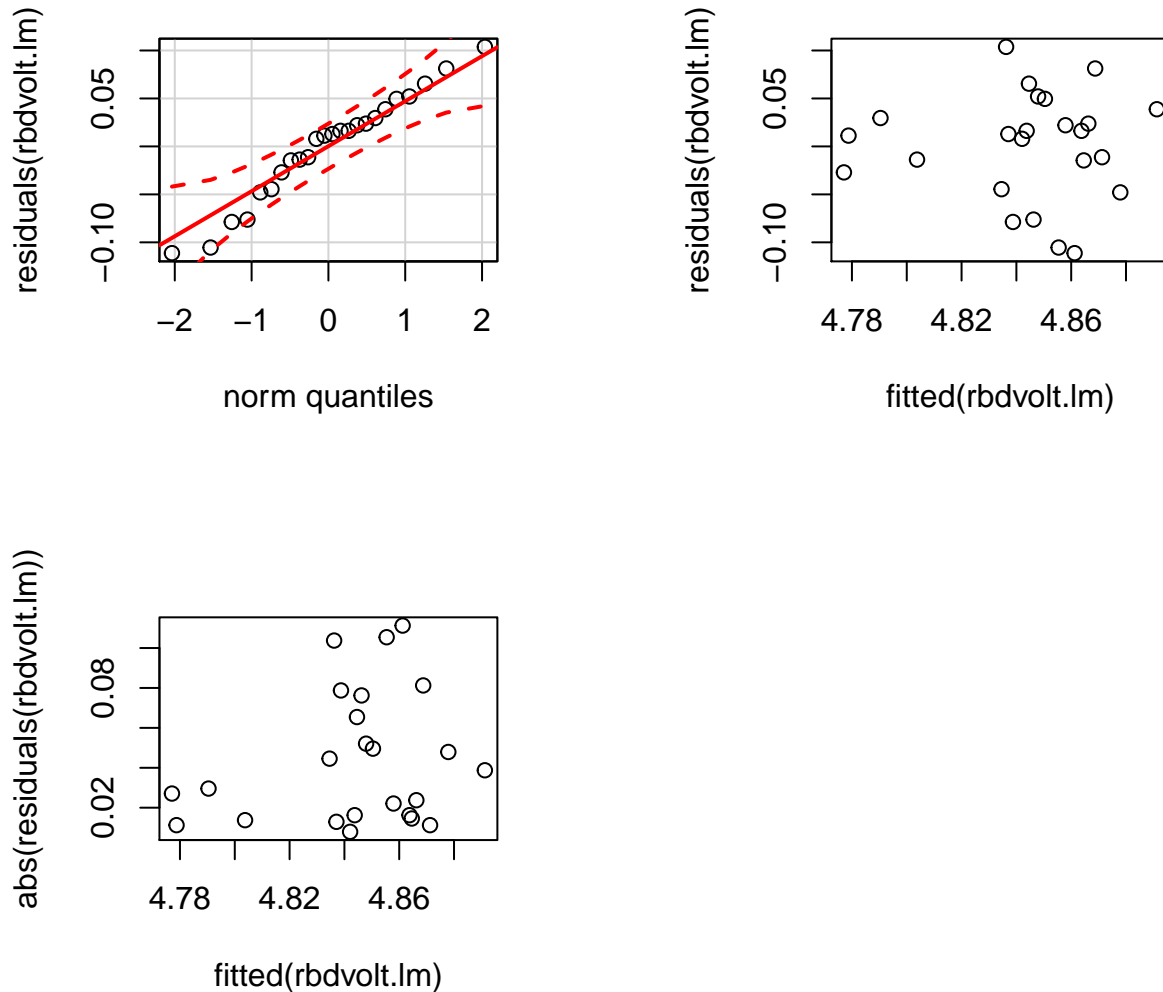 residuals(rbdvolt.lm)
0.05
−0.10
−2 −1 0 1 2
norm quantiles
residuals(rbdvolt.lm)
0.05
−0.10
4.78 4.82 4.86
fitted(rbdvolt.lm)
abs(residuals(rbdvolt.lm))
0.08
0.02
4.78 4.82 4.86
fitted(rbdvolt.lm)